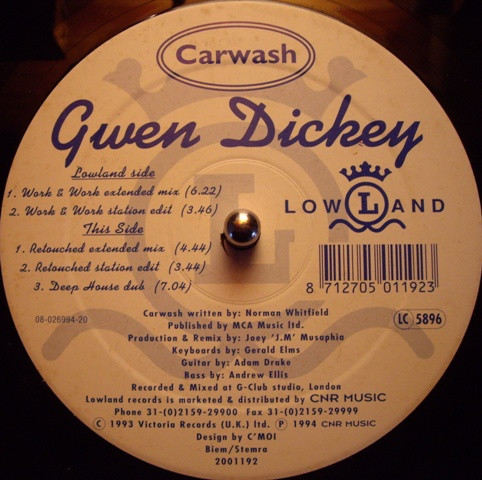 Carwash
Gwen Dickey
Lowland side
1. Work & Work extended mix (6.22)
2. Work & Work station edit (3.46)
This Side
1. Retouched extended mix (4.44)
2. Retouched station edit (3.44)
3. Deep House dub (7.04)
LOWLAND
8 712705 011923
08-026994-20
LC 5896
Carwash written by: Norman Whitfield
Published by MCA Music ltd.
Production & Remix by: Joey 'J.M' Musaphia
Keyboards by: Gerald Elms
Guitar by: Adam Drake
Bass by: Andrew Ellis
Recorded & Mixed at G-Club studio, London
Lowland records is marketed & distributed by CNR MUSIC
Phone 31-(0)2159-29900 Fax 31-(0)2159-29999
© 1993 Victoria Records (U.K.) ltd. ℗ 1994 CNR MUSIC
Design by C'MOI
Biem/Stemra
2001192